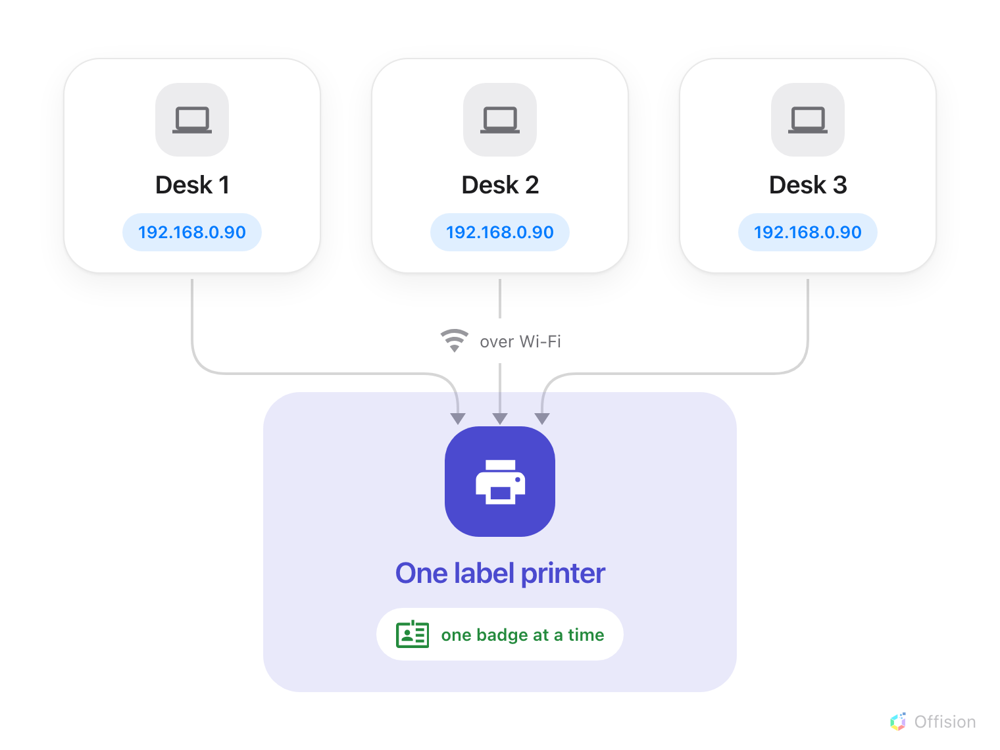 Desk 1
Desk 2
Desk 3
192.168.0.90
192.168.0.90
192.168.0.90
over Wi-Fi
One label printer
one badge at a time
Offision